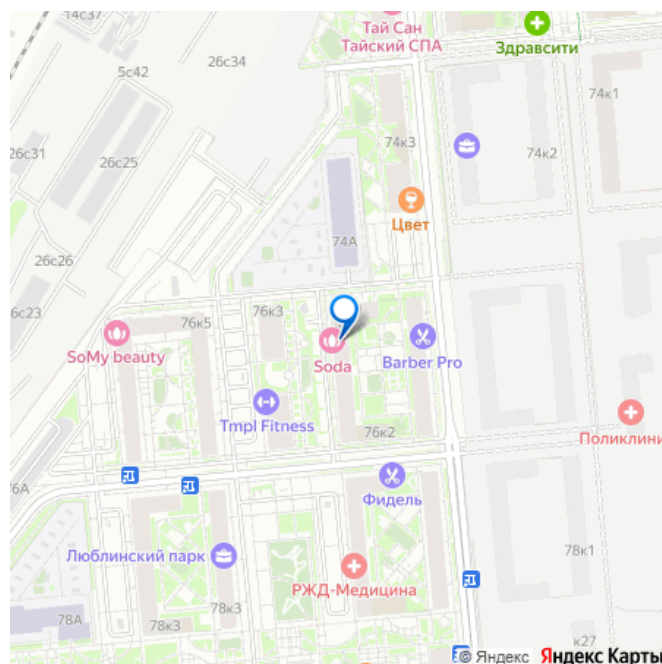 14с37
Тай Сан
Тайский СПА
Здравсити
26с34
5с42
74к1
26с31
26с25
74к3
74к2
Цвет
74А
26с26
6с23
76к3
76к5
SoMy beauty
Soda
Barber Pro
Tmpl Fitness
76к2
Поликлини
76А
Фидель
Люблинский парк
78к1
РЖД-Медицина
78А
78к3
78к3
к27
© Яндекс Яндекс Карты